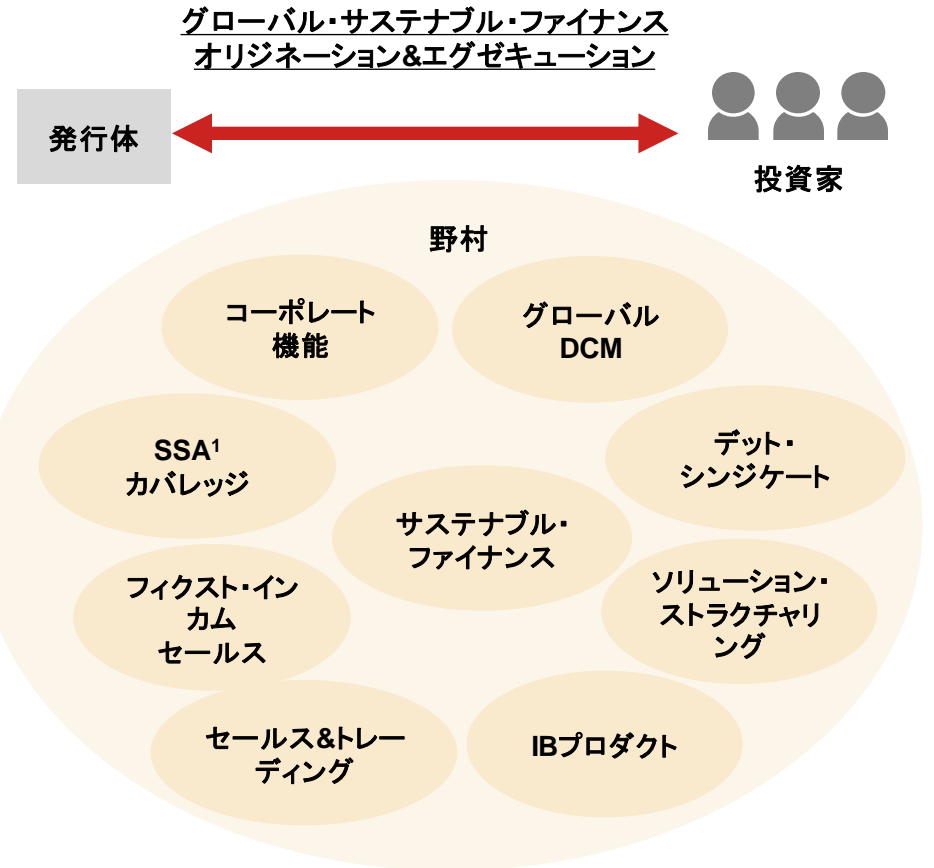 グローバル・サステナブル・ファイナンス
オリジネーション&エグゼキューション
発行体
投資家
野村
コーポレート
機能
グローバル
DCM
SSA¹
カバレッジ
デット・
シンジケート
サステナブル・
ファイナンス
フィクスト・イン
カム
セールス
ソリューション・
ストラクチャリ
ング
セールス&トレー
ディング
IBプロダクト